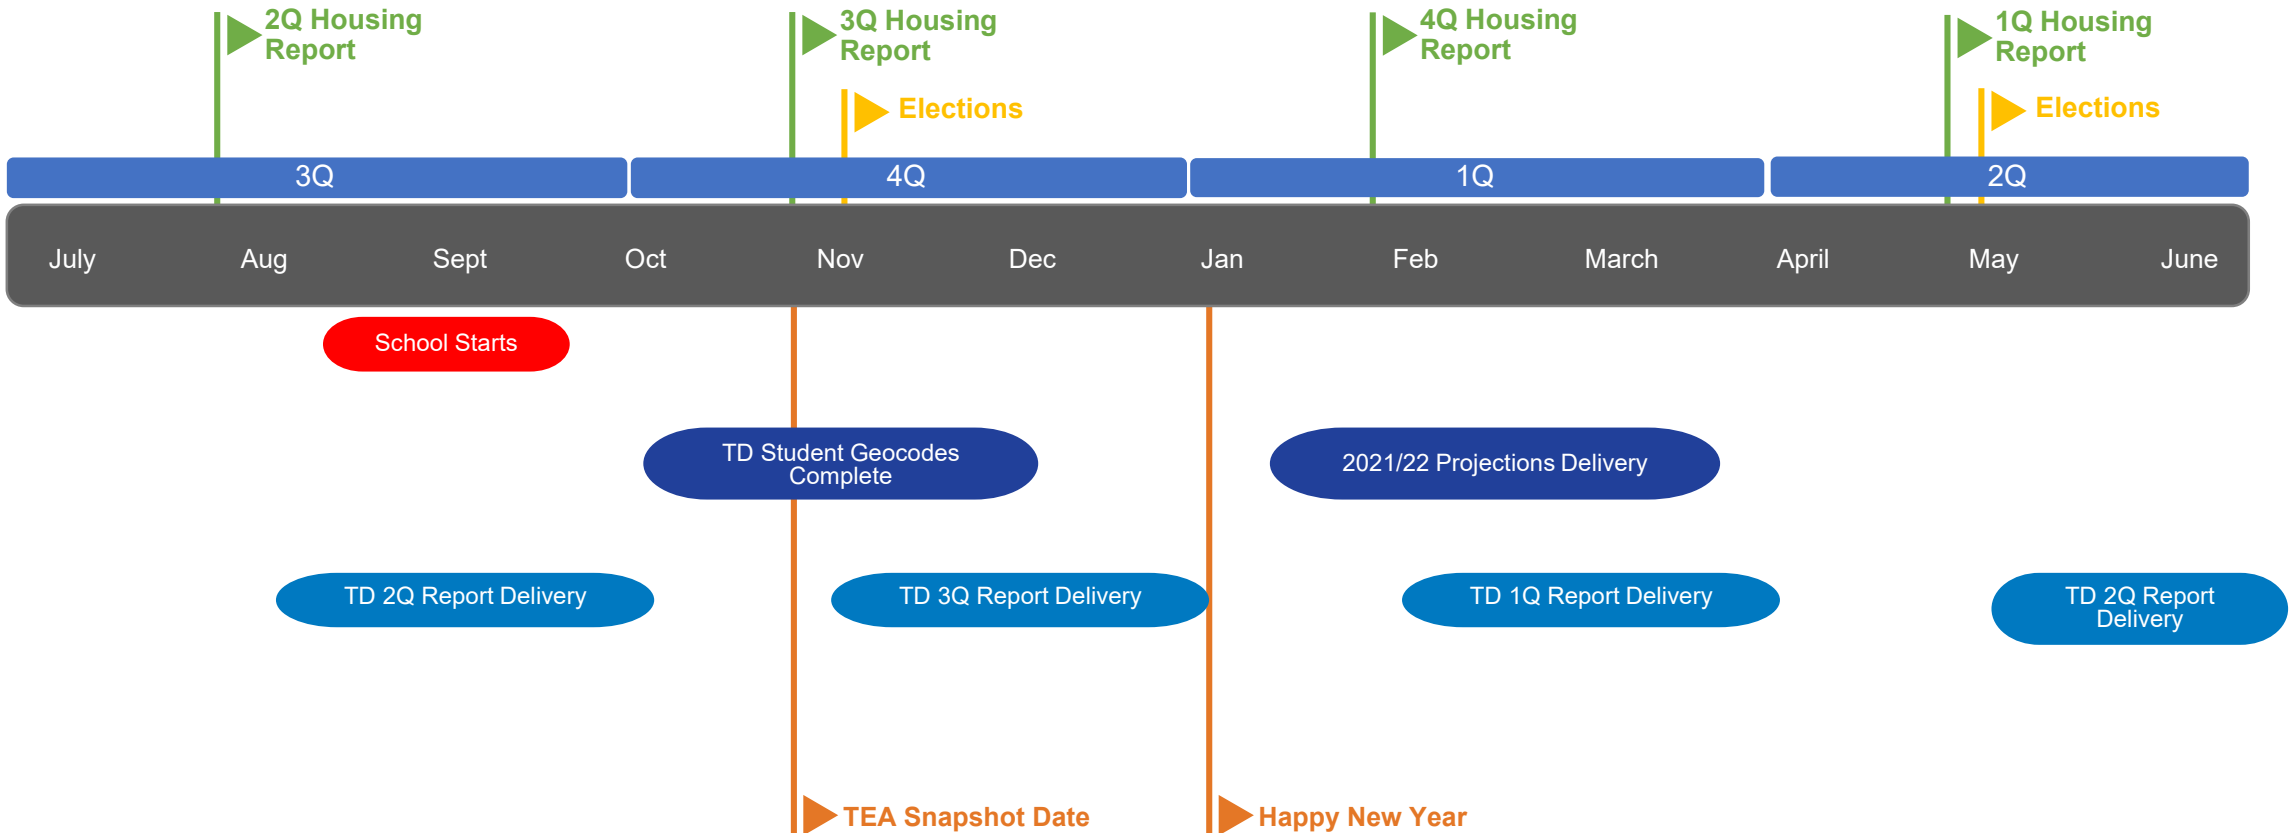 2Q Housing
Report
3Q Housing
Report
4Q Housing
Report
1Q Housing
Report
Elections
Elections
3Q
4Q
1Q
2Q
July
Aug
Sept
Oct
Nov
Dec
Jan
Feb
March
April
May
June
School Starts
TD Student Geocodes
Complete
2021/22 Projections Delivery
TD 2Q Report Delivery
TD 3Q Report Delivery
TD 1Q Report Delivery
TD 2Q Report
Delivery
TEA Snapshot Date
Happy New Year